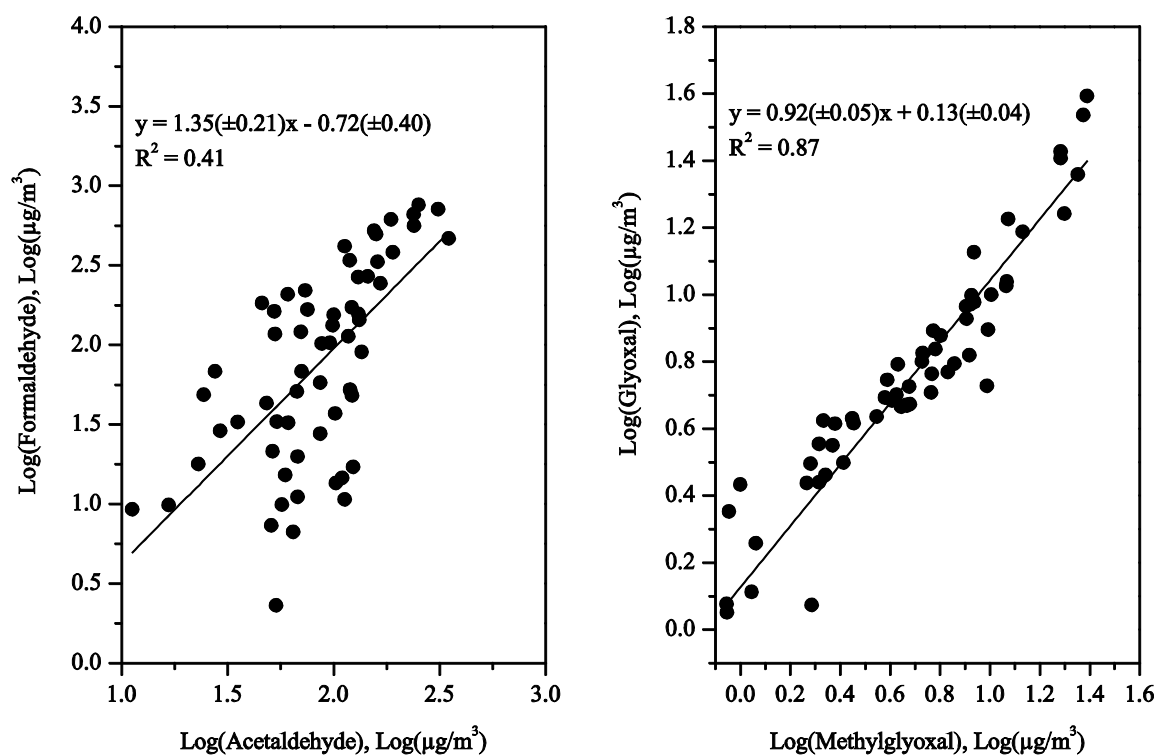 4.0
3.5
3.0
2.5
2.0
1.5
1.0
0.5
0.0
Log(Formaldehyde), Log(μg/m³)
y = 1.35(±0.21)x - 0.72(±0.40)
R² = 0.41
1.0 1.5 2.0 2.5 3.0
Log(Acetaldehyde), Log(μg/m³)
1.8
1.6
1.4
1.2
1.0
0.8
0.6
0.4
0.2
0.0
Log(Glyoxal), Log(μg/m³)
y = 0.92(±0.05)x + 0.13(±0.04)
R² = 0.87
0.0 0.2 0.4 0.6 0.8 1.0 1.2 1.4 1.6
Log(Methylglyoxal), Log(μg/m³)